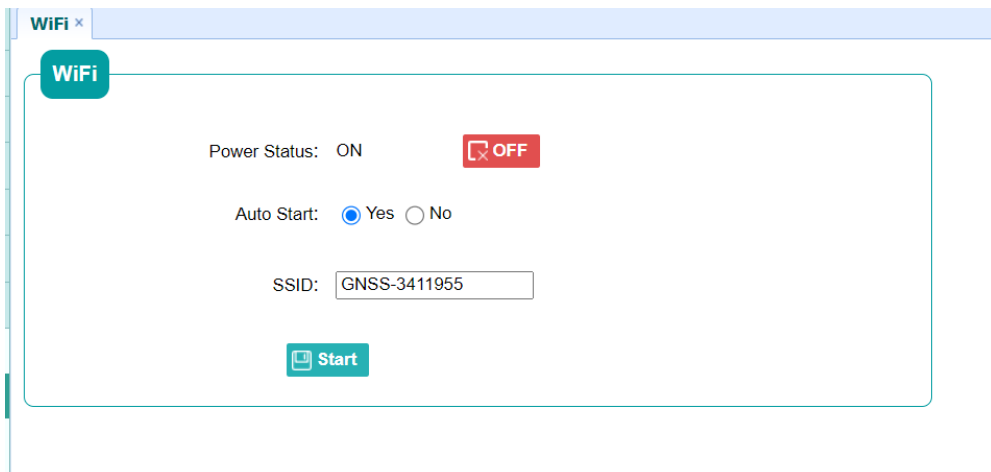 WiFi ×
WiFi
Power Status: ON OFF
Auto Start: Yes No
SSID: GNSS-3411955
Start